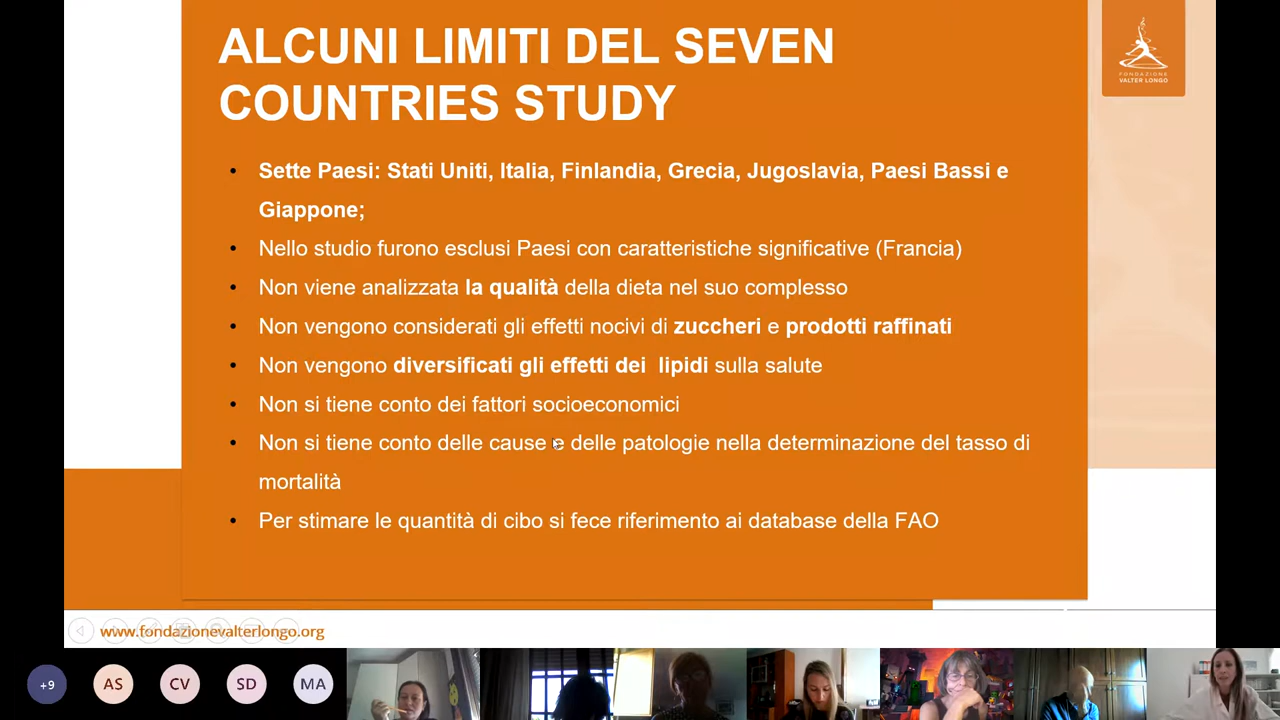 ALCUNI LIMITI DEL SEVEN
COUNTRIES STUDY
FONDAZIONE
VALTER LONGO
• Sette Paesi: Stati Uniti, Italia, Finlandia, Grecia, Jugoslavia, Paesi Bassi e
Giappone;
• Nello studio furono esclusi Paesi con caratteristiche significative (Francia)
• Non viene analizzata la qualità della dieta nel suo complesso
• Non vengono considerati gli effetti nocivi di zuccheri e prodotti raffinati
• Non vengono diversificati gli effetti dei lipidi sulla salute
• Non si tiene conto dei fattori socioeconomici
• Non si tiene conto delle cause e delle patologie nella determinazione del tasso di
mortalità
• Per stimare le quantità di cibo si fece riferimento ai database della FAO
www.fondazionevalterlongo.org
+9 AS CV SD MA